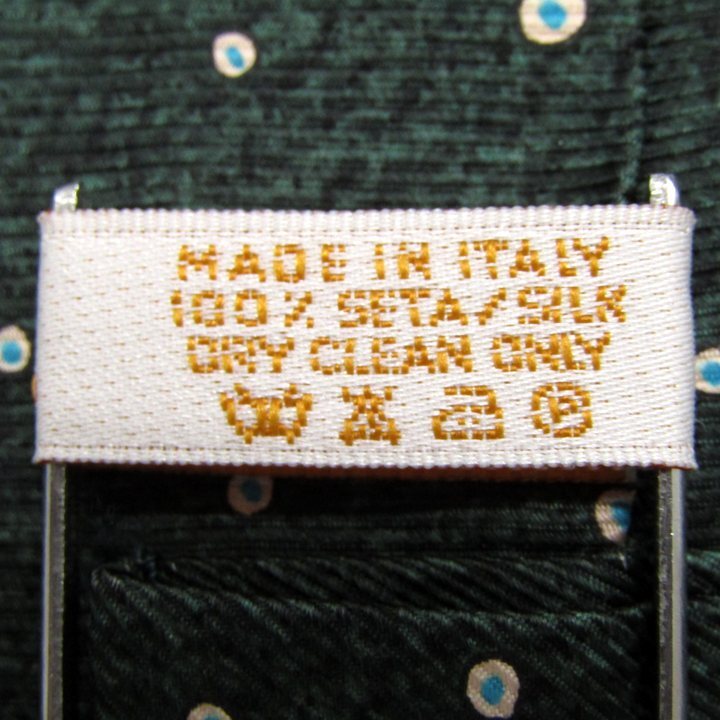 MADE IN ITALY
100% SETA/SILK
DRY CLEAN ONLY
P